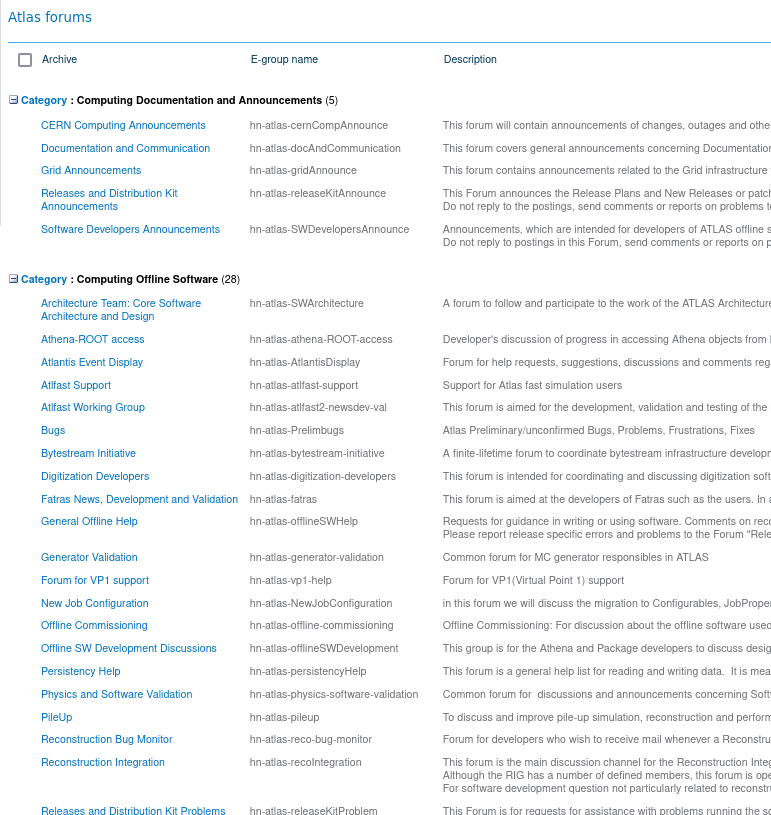 Atlas forums
Archive E-group name Description
Category : Computing Documentation and Announcements (5)
CERN Computing Announcements hn-atlas-cernCompAnnounce This forum will contain announcements of changes, outages and othe
Documentation and Communication hn-atlas-docAndCommunication This forum covers general announcements concerning Documentation
Grid Announcements hn-atlas-gridAnnounce This forum contains announcements related to the Grid infrastructure
Releases and Distribution Kit hn-atlas-releaseKitAnnounce This Forum announces the Release Plans and New Releases or patch
Announcements Do not reply to the postings, send comments or reports on problems t
Software Developers Announcements hn-atlas-SWDevelopersAnnounce Announcements, which are intended for developers of ATLAS offline s
Do not reply to postings in this Forum, send comments or reports on p
Category : Computing Offline Software (28)
Architecture Team: Core Software hn-atlas-SWArchitecture A forum to follow and participate to the work of the ATLAS Architecture
Architecture and Design
Athena-ROOT access hn-atlas-athena-ROOT-access Developer's discussion of progress in accessing Athena objects from
Atlantis Event Display hn-atlas-AtlantisDisplay Forum for help requests, suggestions, discussions and comments reg
Atlfast Support hn-atlas-atlfast-support Support for Atlas fast simulation users
Atlfast Working Group hn-atlas-atlfast2-newsdev-val This forum is aimed for the development, validation and testing of the
Bugs hn-atlas-Prelimbugs Atlas Preliminary/unconfirmed Bugs, Problems, Frustrations, Fixes
Bytestream Initiative hn-atlas-bytestream-initiative A finite-lifetime forum to coordinate bytestream infrastructure develop
Digitization Developers hn-atlas-digitization-developers This forum is intended for coordinating and discussing digitization soft
Fatras News, Development and Validation hn-atlas-fatras This forum is aimed at the developers of Fatras such as the users. In a
General Offline Help hn-atlas-offlineSWHelp Requests for guidance in writing or using software. Comments on reco
Please report release specific errors and problems to the Forum "Rele
Generator Validation hn-atlas-generator-validation Common forum for MC generator responsibles in ATLAS
Forum for VP1 support hn-atlas-vp1-help Forum for VP1(Virtual Point 1) support
New Job Configuration hn-atlas-NewJobConfiguration in this forum we will discuss the migration to Configurables, JobProper
Offline Commissioning hn-atlas-offline-commissioning Offline Commissioning: For discussion about the offline software used
Offline SW Development Discussions hn-atlas-offlineSWDevelopment This group is for the Athena and Package developers to discuss desig
Persistency Help hn-atlas-persistencyHelp This forum is a general help list for reading and writing data. It is mea
Physics and Software Validation hn-atlas-physics-software-validation Common forum for discussions and announcements concerning Softw
PileUp hn-atlas-pileup To discuss and improve pile-up simulation, reconstruction and perform
Reconstruction Bug Monitor hn-atlas-reco-bug-monitor Forum for developers who wish to receive mail whenever a Reconstru
Reconstruction Integration hn-atlas-recoIntegration This forum is the main discussion channel for the Reconstruction Integ
Although the RIG has a number of defined members, this forum is ope
For software development question not particularly related to reconstr
Releases and Distribution Kit Problems hn-atlas-releaseKitProblem This Forum is for requests for assistance with problems running the so